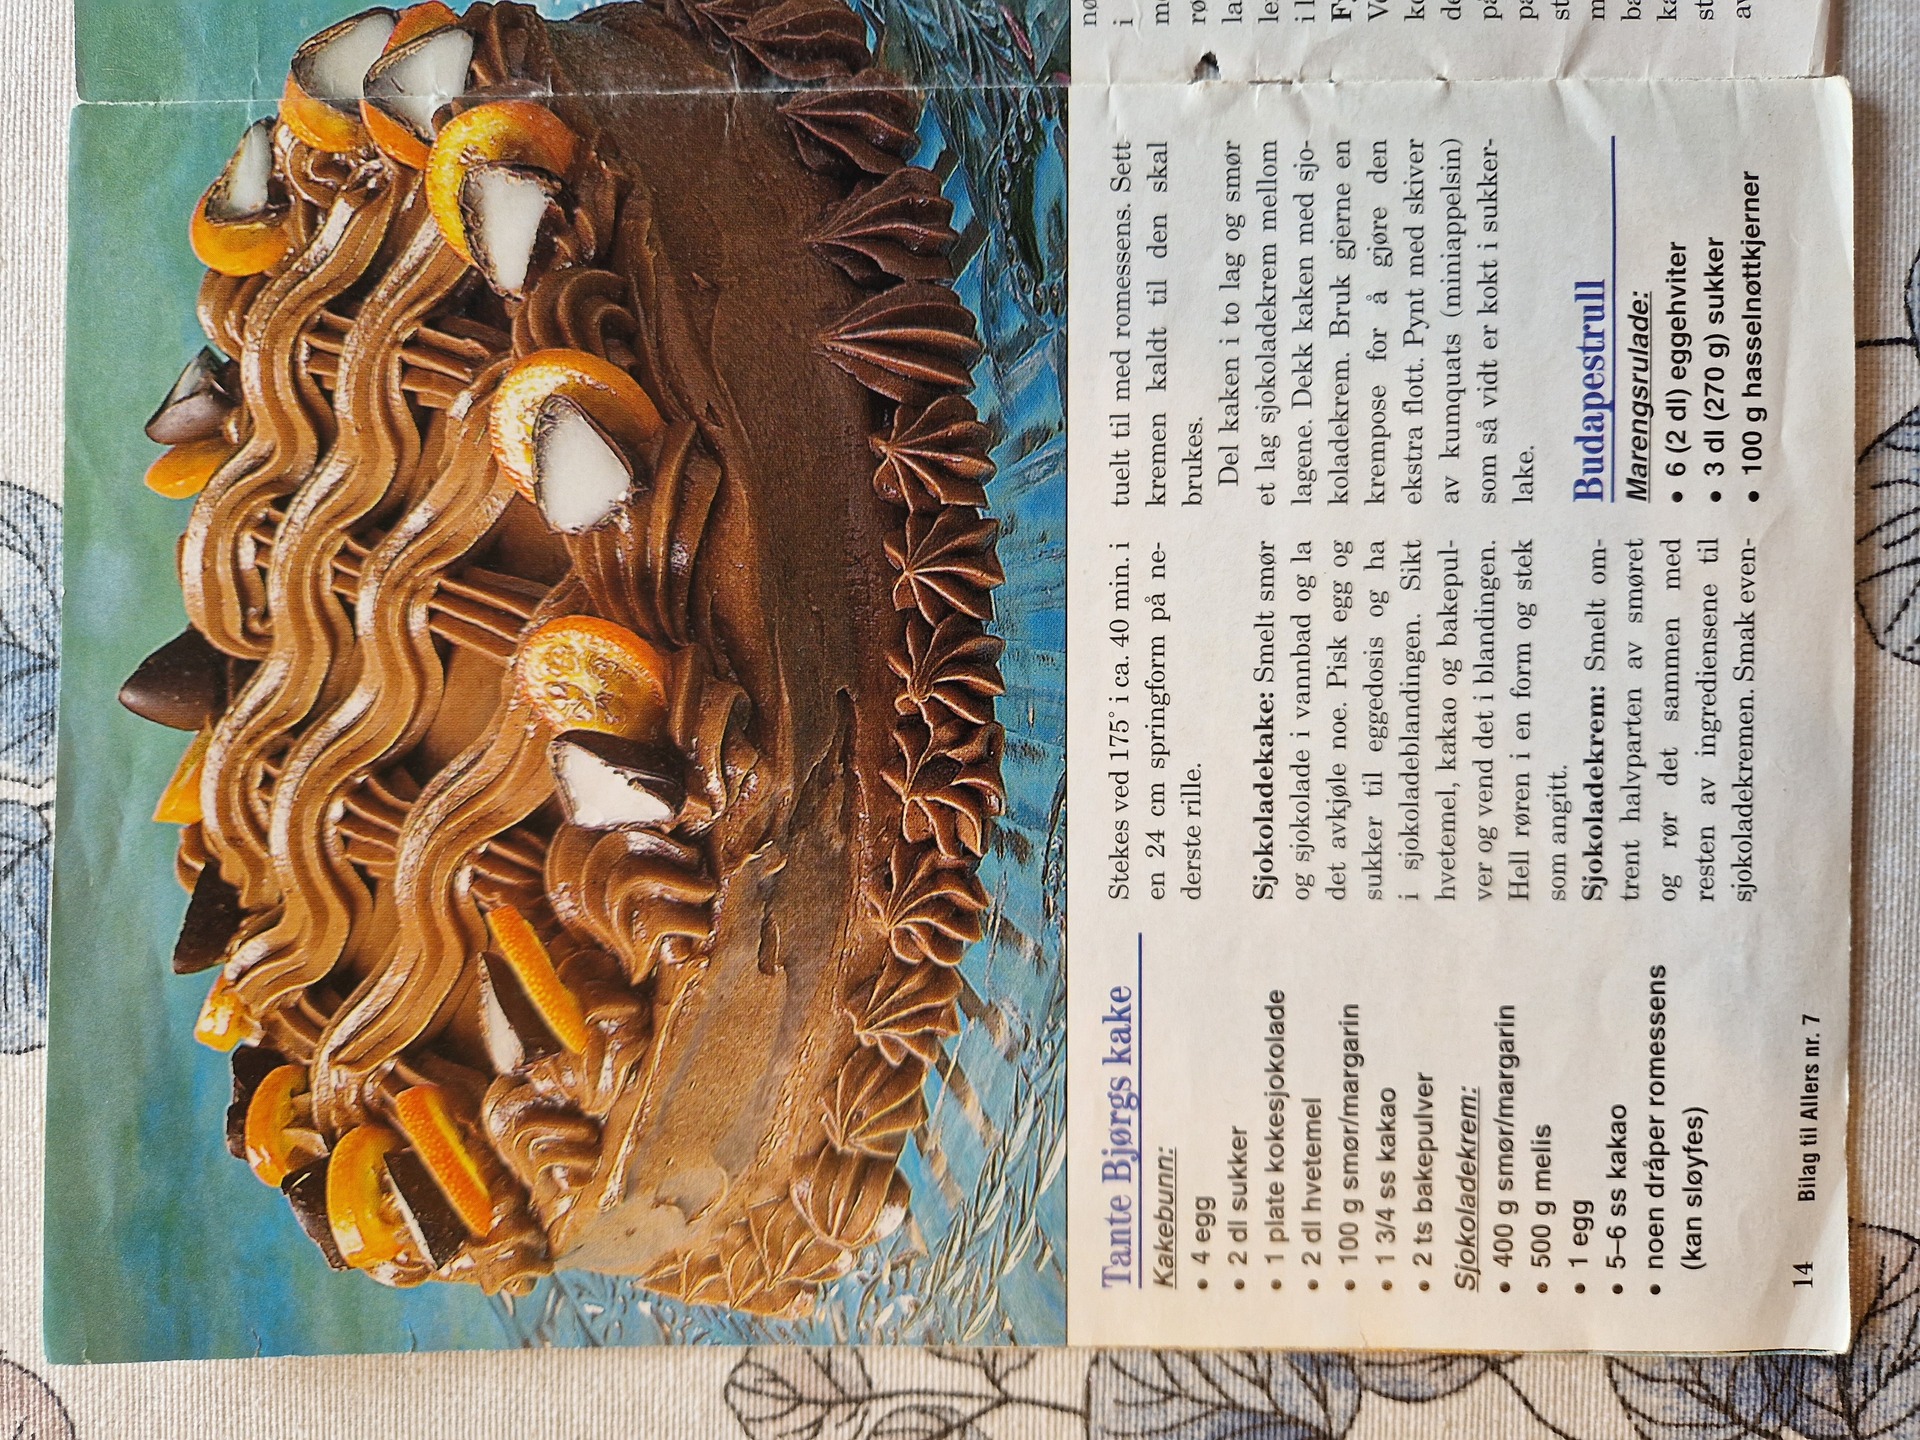 Tante Bjørgs kake
Kakebunn:
• 4 egg
• 2 dl sukker
• 1 plate kokesjokolade
• 2 dl hvetemel
• 100 g smør/margarin
• 1 3/4 ss kakao
• 2 ts bakepulver
Sjokoladekrem:
• 400 g smør/margarin
• 500 g melis
• 1 egg
• 5–6 ss kakao
• noen dråper romessens
(kan sløyfes)
Stekes ved 175° i ca. 40 min. i
en 24 cm springform på ne-
derste rille.
Sjokoladekake: Smelt smør
og sjokolade i vannbad og la
det avkjøle noe. Pisk egg og
sukker til eggedosis og ha
i sjokoladeblandingen. Sikt
hvetemel, kakao og bakepul-
ver og vend det i blandingen.
Hell røren i en form og stek
som angitt.
Sjokoladekrem: Smelt om-
trent halvparten av smøret
og rør det sammen med
resten av ingrediensene til
sjokoladekremen. Smak even-
tuelt til med romessens. Sett
kremen kaldt til den skal
brukes.
Del kaken i to lag og smør
et lag sjokoladekrem mellom
lagene. Dekk kaken med sjo-
koladekrem. Bruk gjerne en
krempose for å gjøre den
ekstra flott. Pynt med skiver
av kumquats (miniappelsin)
som så vidt er kokt i sukker-
lake.
Budapestrull
Marengsrulade:
• 6 (2 dl) eggehviter
• 3 dl (270 g) sukker
• 100 g hasselnøttkjerner
14 Bilag til Allers nr. 7